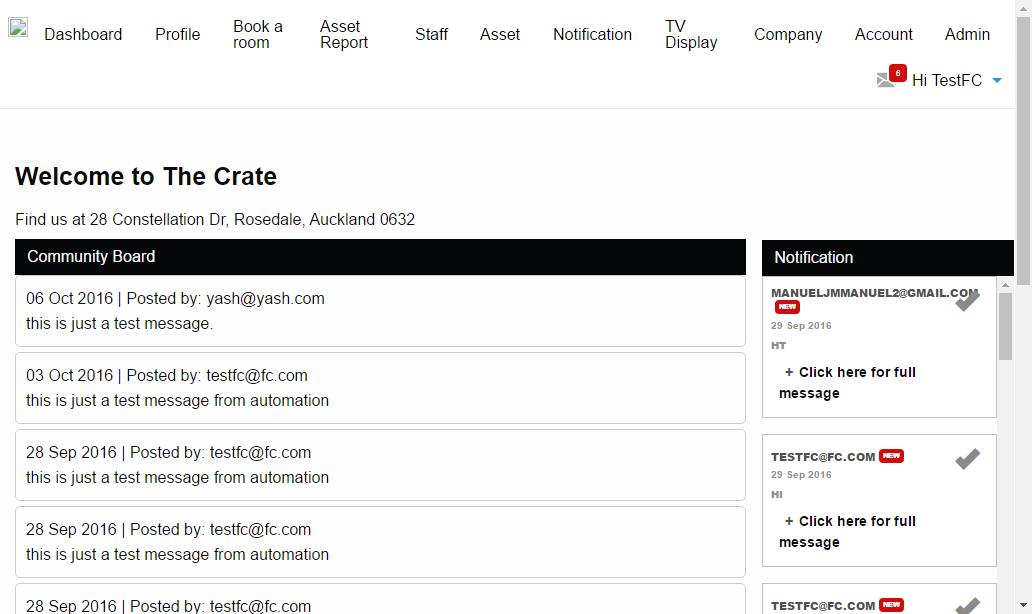 Dashboard Profile Book a room Asset Report Staff Asset Notification TV Display Company Account Admin
6 Hi TestFC
Welcome to The Crate
Find us at 28 Constellation Dr, Rosedale, Auckland 0632
Community Board
06 Oct 2016 | Posted by: yash@yash.com
this is just a test message.
03 Oct 2016 | Posted by: testfc@fc.com
this is just a test message from automation
28 Sep 2016 | Posted by: testfc@fc.com
this is just a test message from automation
28 Sep 2016 | Posted by: testfc@fc.com
this is just a test message from automation
28 Sep 2016 | Posted by: testfc@fc.com
Notification
MANUELJMMANUEL2@GMAIL.COM
NEW
29 Sep 2016
HT
+ Click here for full
message
TESTFC@FC.COM NEW
29 Sep 2016
HI
+ Click here for full
message
TESTFC@FC.COM NEW